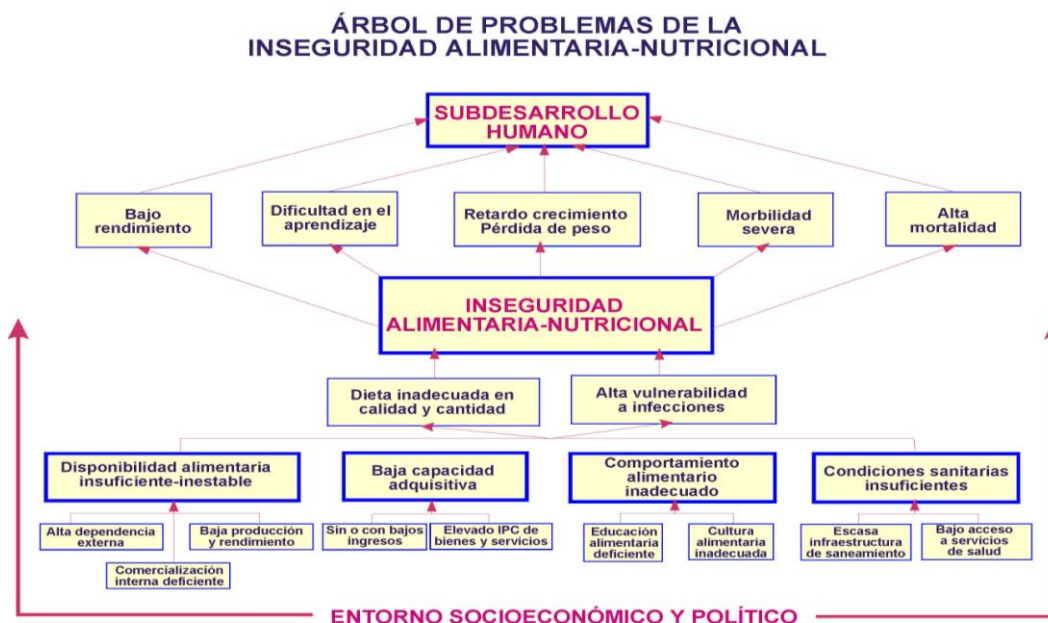 ÁRBOL DE PROBLEMAS DE LA
INSEGURIDAD ALIMENTARIA-NUTRICIONAL
SUBDESARROLLO
HUMANO
Bajo
rendimiento
Dificultad en el
aprendizaje
Retardo crecimiento
Pérdida de peso
Morbilidad
severa
Alta
mortalidad
INSEGURIDAD
ALIMENTARIA-NUTRICIONAL
Dieta inadecuada en
calidad y cantidad
Alta vulnerabilidad
a infecciones
Disponibilidad alimentaria
insuficiente-inestable
Baja capacidad
adquisitiva
Comportamiento
alimentario
inadecuado
Condiciones sanitarias
insuficientes
Alta dependencia
externa
Baja producción
y rendimiento
Comercialización
interna deficiente
Sin o con bajos
ingresos
Elevado IPC de
bienes y servicios
Educación
alimentaria
deficiente
Cultura
alimentaria
inadecuada
Escasa
infraestructura
de saneamiento
Bajo acceso
a servicios
de salud
ENTORNO SOCIOECONÓMICO Y POLÍTICO